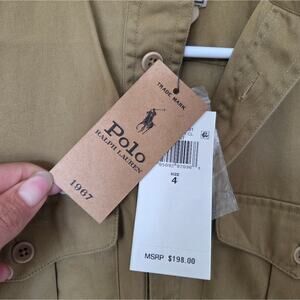 TRADE MARK
Polo
RALPH LAUREN
1967
SIZE
4
MSRP $198.00